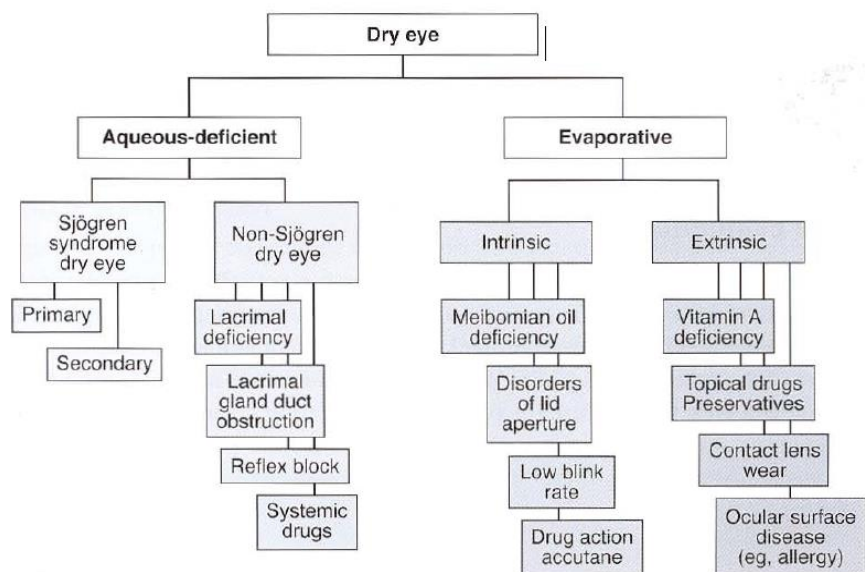 Dry eye
Aqueous-deficient
Evaporative
Sjögren
syndrome
dry eye
Non-Sjögren
dry eye
Intrinsic
Extrinsic
Primary
Secondary
Lacrimal
deficiency
Lacrimal
gland duct
obstruction
Reflex block
Systemic
drugs
Meibomian oil
deficiency
Disorders
of lid
aperture
Low blink
rate
Drug action
accutane
Vitamin A
deficiency
Topical drugs
Preservatives
Contact lens
wear
Ocular surface
disease
(eg, allergy)